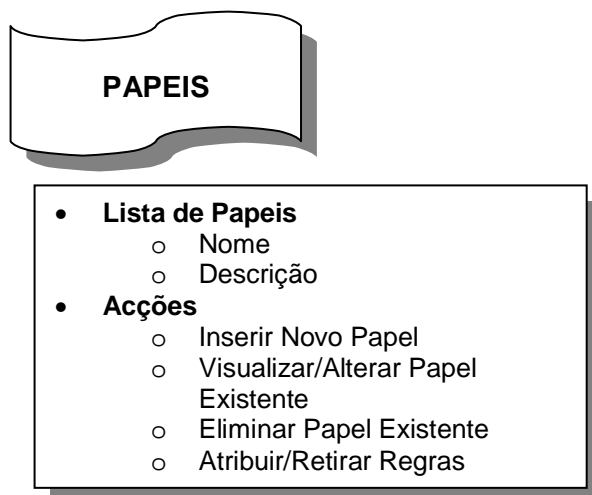 PAPEIS
• Lista de Papeis
o Nome
o Descrição
• Acções
o Inserir Novo Papel
o Visualizar/Alterar Papel
Existente
o Eliminar Papel Existente
o Atribuir/Retirar Regras